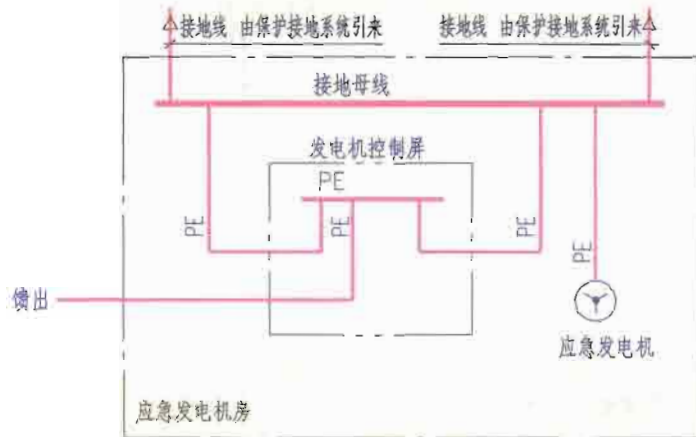 接地线 由保护接地系统引来
接地线 由保护接地系统引来
接地母线
发电机控制屏
PE
PE
PE
PE
PE
馈出
应急发电机
应急发电机房